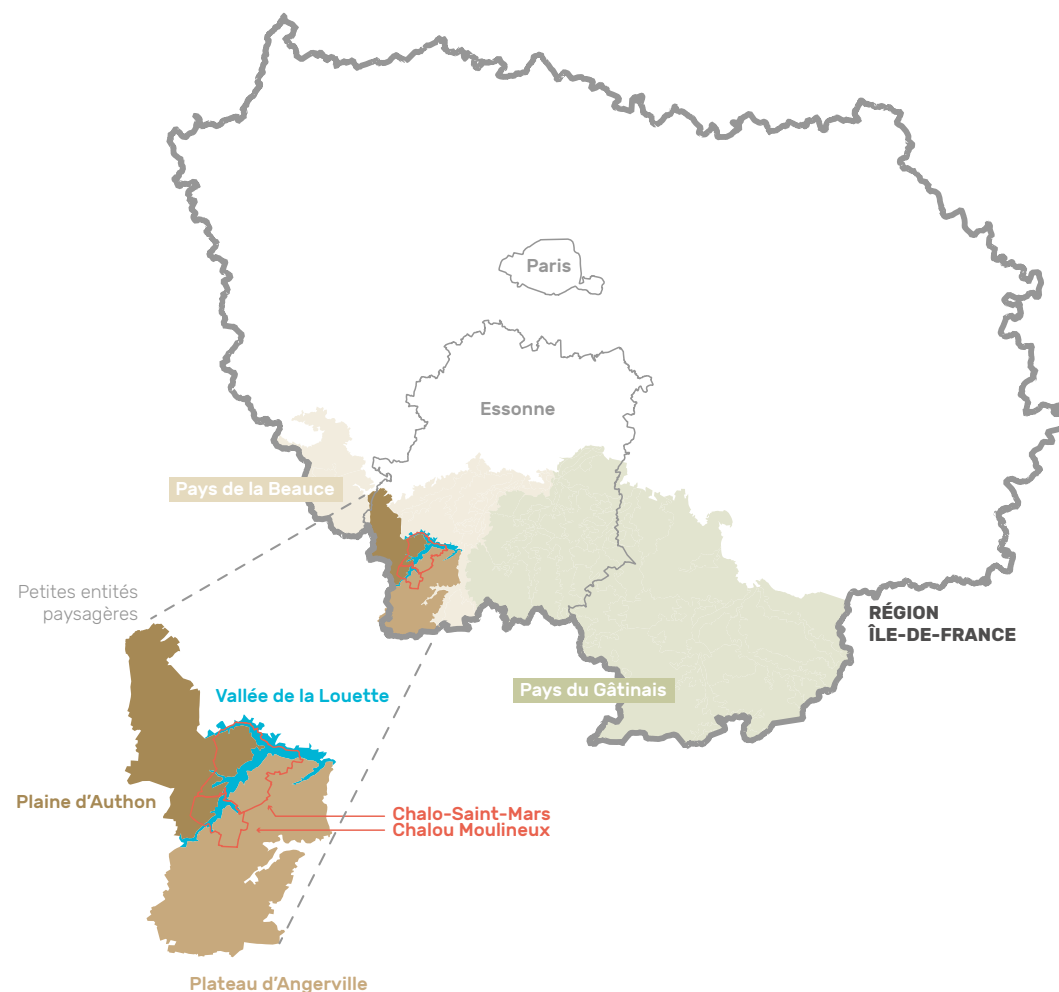 Paris
Essonne
Pays de la Beauce
Petites entités
paysagères
RÉGION
ÎLE-DE-FRANCE
Pays du Gâtinais
Vallée de la Louette
Plaine d’Authon
Chalo-Saint-Mars
Chalou Moulineux
Plateau d’Angerville